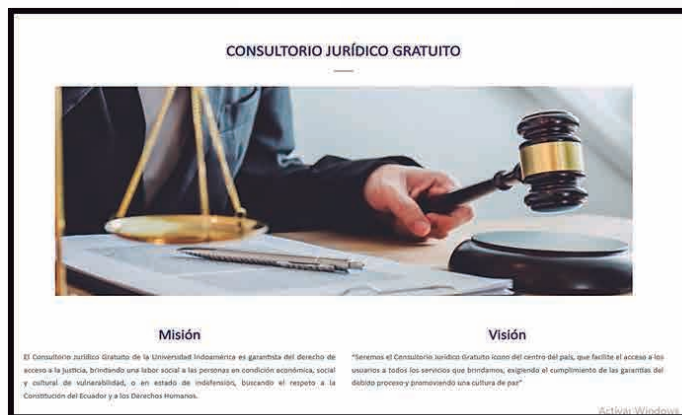 CONSULTORIO JURÍDICO GRATUITO
Misión
El Consultorio Jurídico Gratuito de la Universidad Indoamérica es garantista del derecho de
acceso a la Justicia, brindando una labor social a las personas en condición económica, social
y cultural de vulnerabilidad, o en estado de indefensión, buscando el respeto a la
Constitución del Ecuador y a los Derechos Humanos.
Visión
"Seremos el Consultorio Jurídico Gratuito ícono del centro del país, que facilite el acceso a los
usuarios a todos los servicios que brindamos, exigiendo el cumplimiento de las garantías del
debido proceso y promoviendo una cultura de paz"
Activar Windows